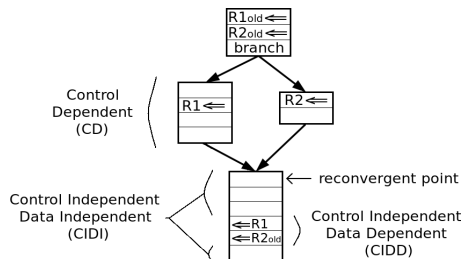 R1old
R2old
branch
Control
Dependent
(CD)
R1
R2
reconvergent point
Control Independent
Data Independent
(CIDI)
R1
R2old
Control Independent
Data Dependent
(CIDD)